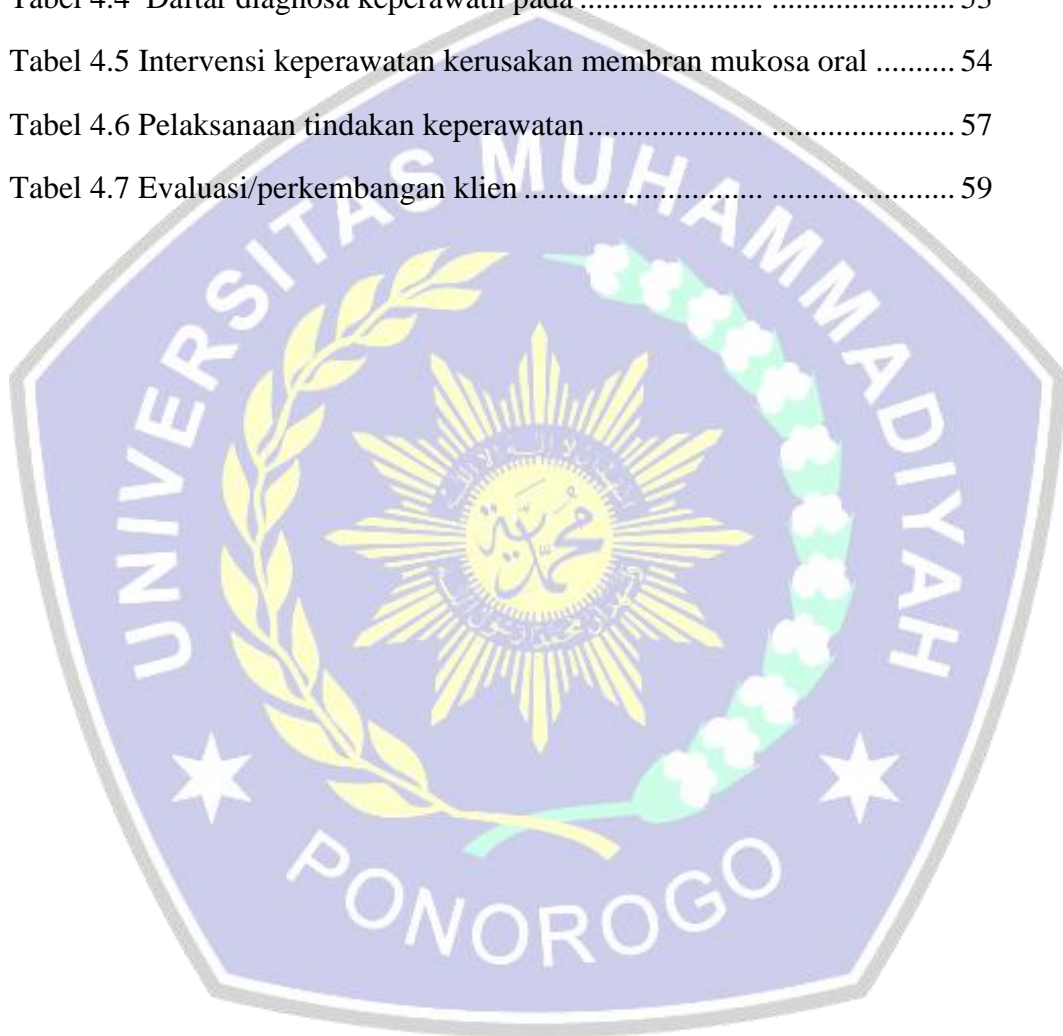 Tabel 4.4 Daftar diagnosa keperawatn pada ...................... ...................... 53
Tabel 4.5 Intervensi keperawatan kerusakan membran mukosa oral .......... 54
Tabel 4.6 Pelaksanaan tindakan keperawatan...................... ...................... 57
Tabel 4.7 Evaluasi/perkembangan klien ............................. ...................... 59
UNIVERSITAS MUHAMMADIYAH
محمد
PONOROGO